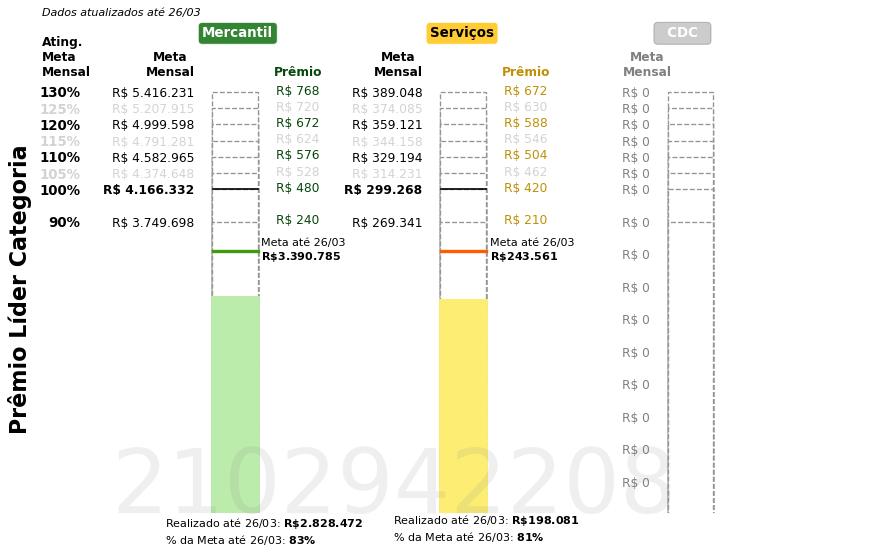 Dados atualizados até 26/03
Mercantil Serviços CDC
Ating.
Meta Meta Meta Meta
Mensal Mensal Prêmio Mensal Prêmio Mensal
130% R$ 5.416.231 R$ 768 R$ 389.048 R$ 672 R$ 0
125% R$ 5.207.915 R$ 720 R$ 374.085 R$ 630 R$ 0
120% R$ 4.999.598 R$ 672 R$ 359.121 R$ 588 R$ 0
115% R$ 4.791.281 R$ 624 R$ 344.158 R$ 546 R$ 0
110% R$ 4.582.965 R$ 576 R$ 329.194 R$ 504 R$ 0
105% R$ 4.374.648 R$ 528 R$ 314.231 R$ 462 R$ 0
100% R$ 4.166.332 R$ 480 R$ 299.268 R$ 420 R$ 0
90% R$ 3.749.698 R$ 240 R$ 269.341 R$ 210 R$ 0
Meta até 26/03 Meta até 26/03
R$3.390.785 R$243.561 R$ 0
R$ 0
R$ 0
R$ 0
R$ 0
R$ 0
R$ 0
R$ 0
Prêmio Líder Categoria
2102942208
Realizado até 26/03: R$2.828.472 Realizado até 26/03: R$198.081
% da Meta até 26/03: 83% % da Meta até 26/03: 81%